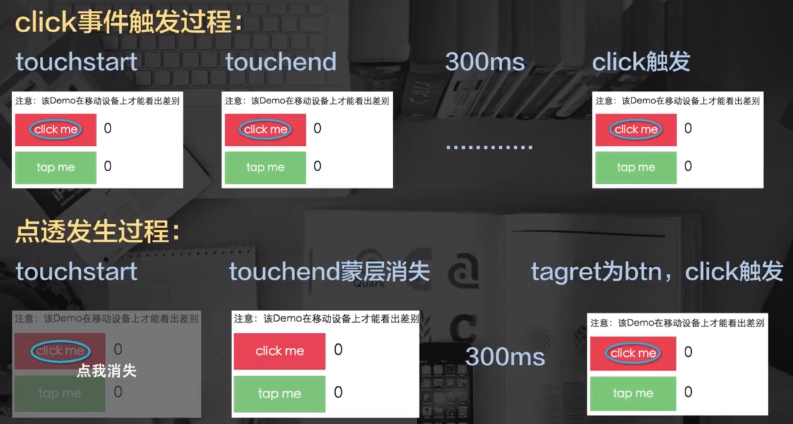 click事件触发过程：
touchstart
touchend
300ms
click触发
注意：该Demo在移动设备上才能看出差别
click me 0
tap me 0
注意：该Demo在移动设备上才能看出差别
click me 0
tap me 0
............
注意：该Demo在移动设备上才能看出差别
click me 0
tap me 0
点透发生过程：
touchstart
touchend蒙层消失
tagret为btn，click触发
注意：该Demo在移动设备上才能看出差别
click me 0
点我消失
tap me 0
注意：该Demo在移动设备上才能看出差别
click me 0
tap me 0
300ms
注意：该Demo在移动设备上才能看出差别
click me 0
tap me 0
Quark
a
C